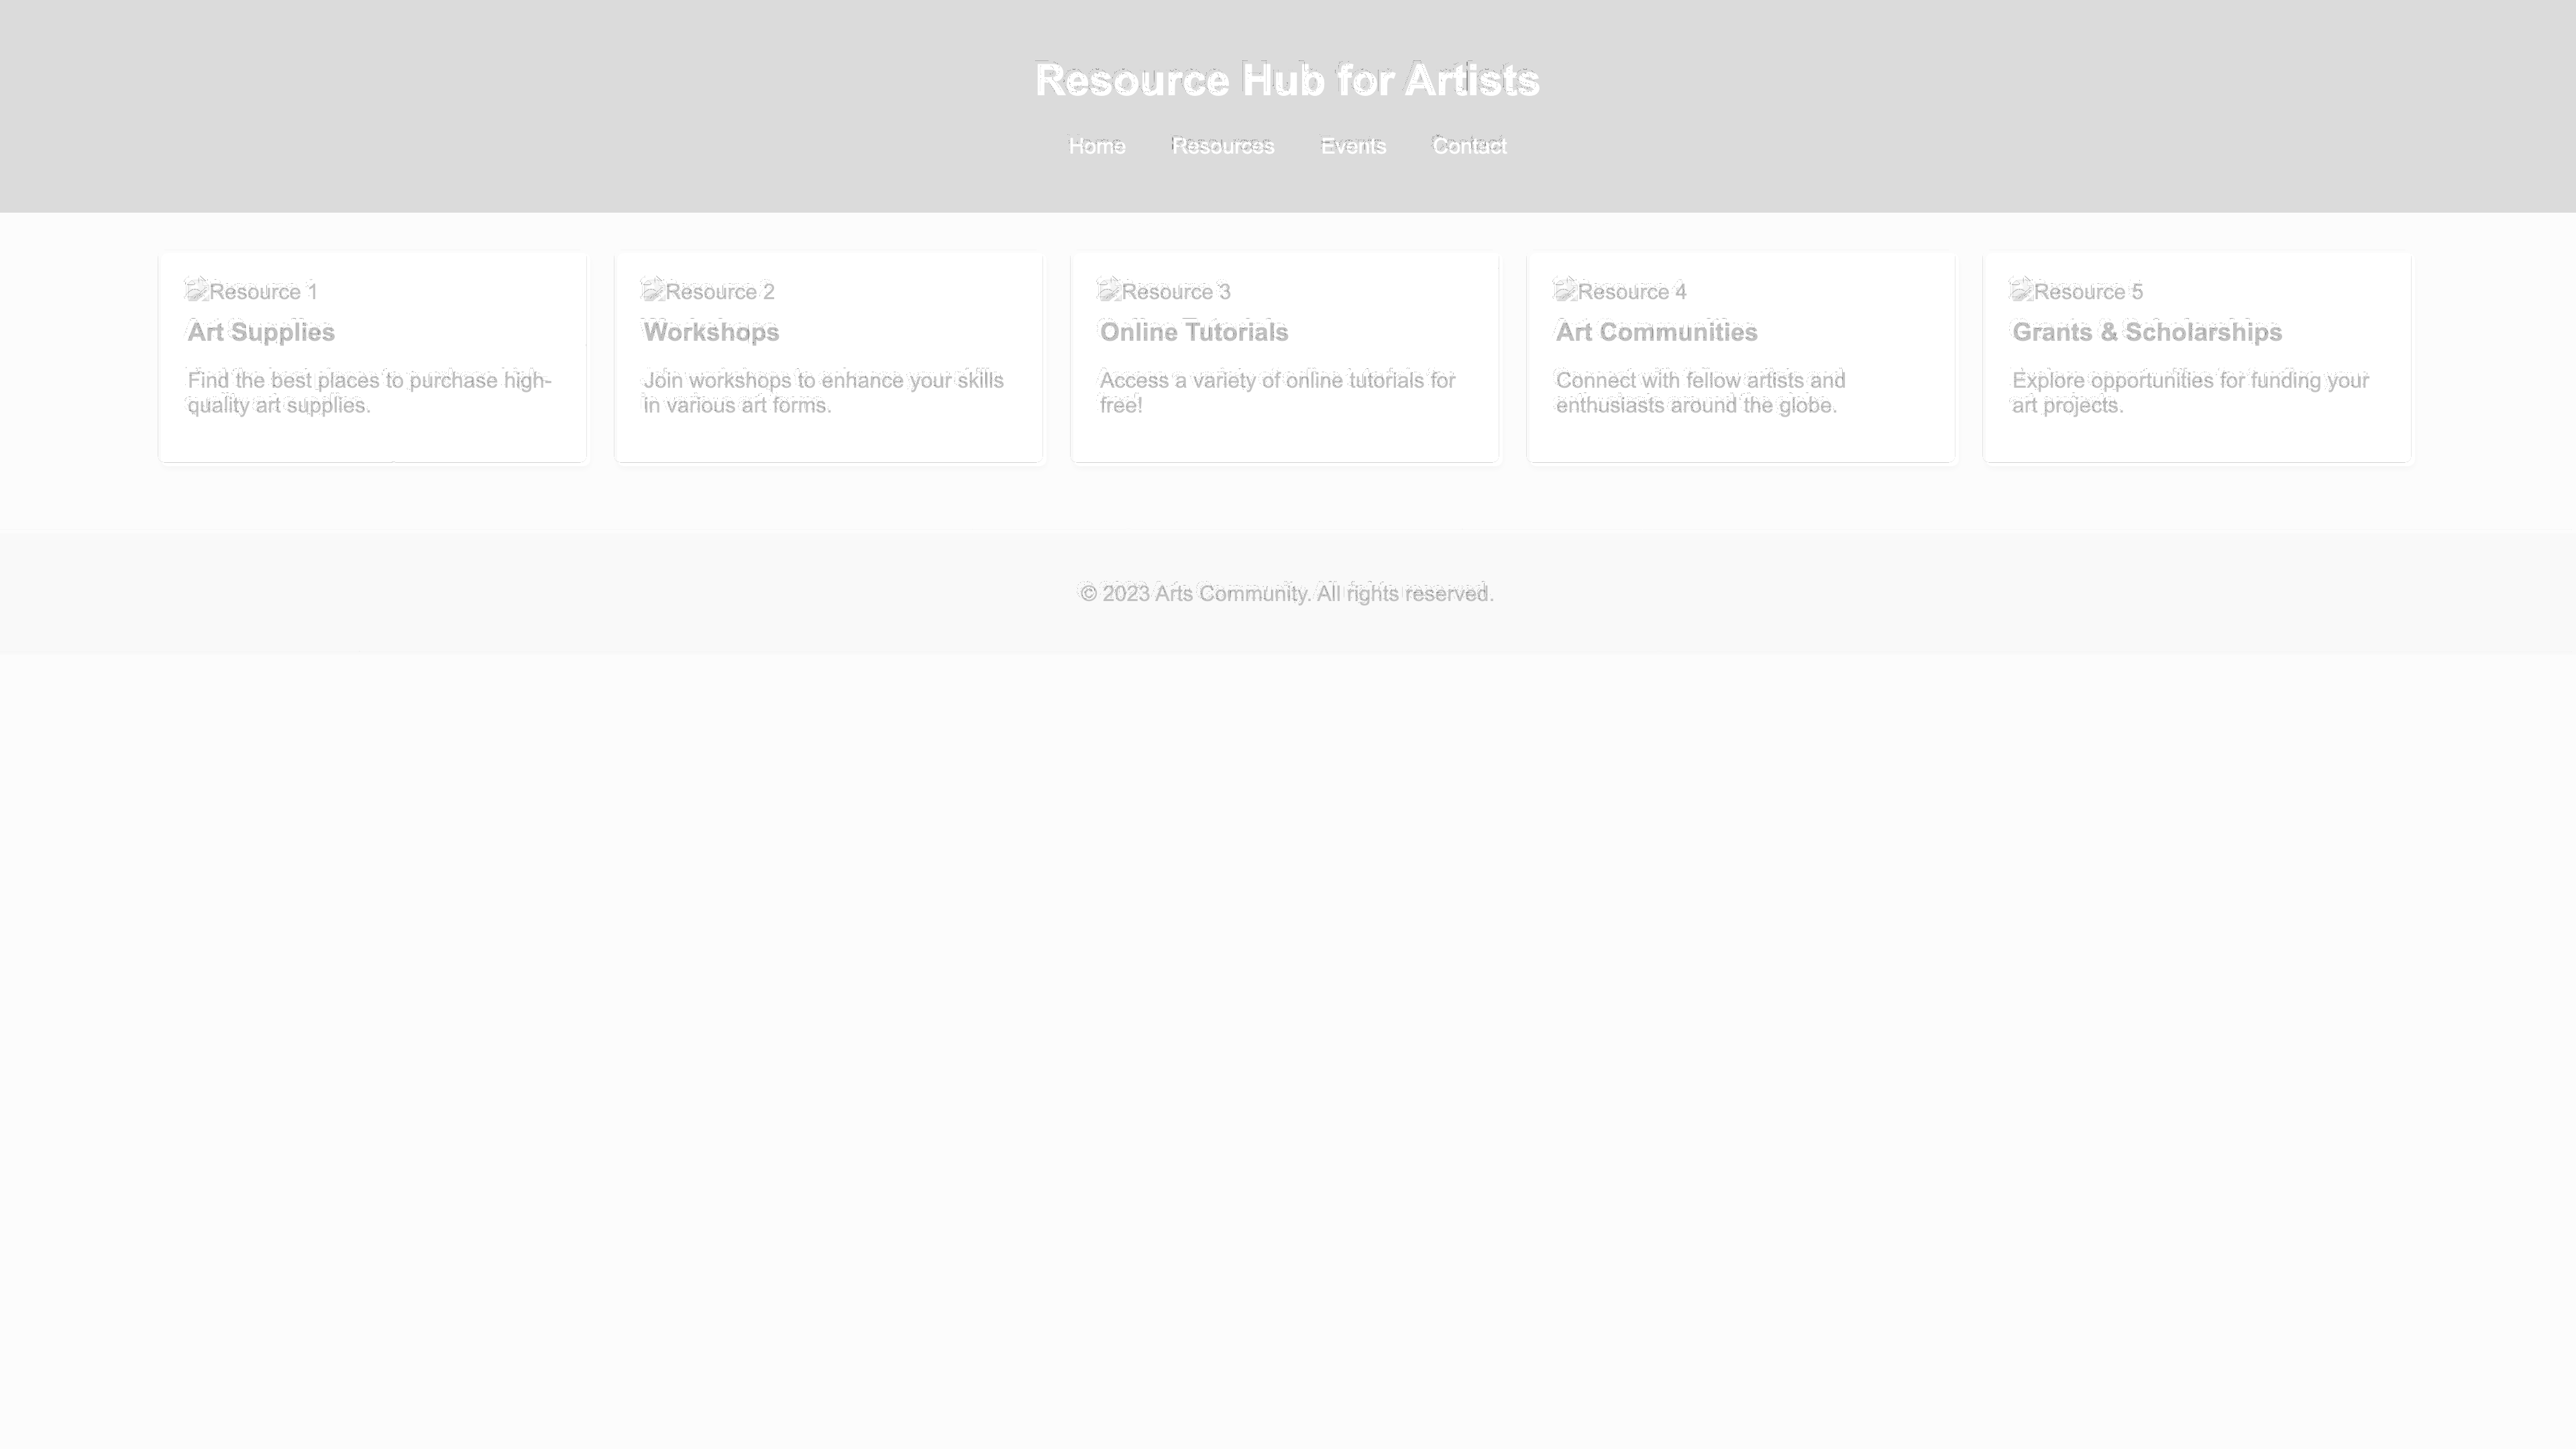 Resource Hub for Artists
Home Resources Events Contact
Resource 1
Art Supplies
Find the best places to purchase high-
quality art supplies.
Resource 2
Workshops
Join workshops to enhance your skills
in various art forms.
Resource 3
Online Tutorials
Access a variety of online tutorials for
free!
Resource 4
Art Communities
Connect with fellow artists and
enthusiasts around the globe.
Resource 5
Grants & Scholarships
Explore opportunities for funding your
art projects.
© 2023 Arts Community. All rights reserved.